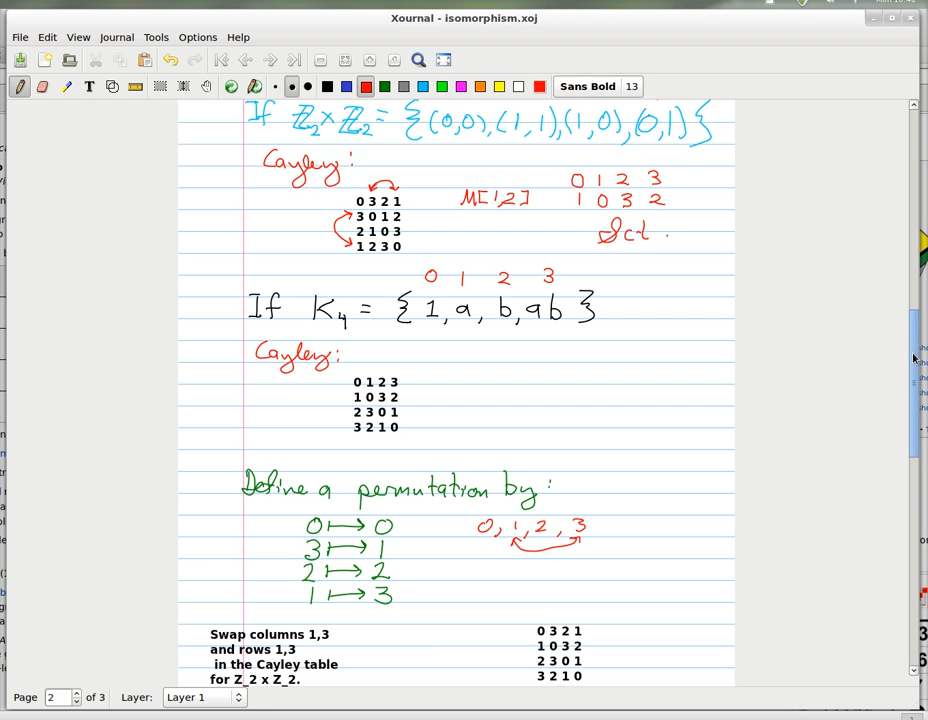 Xournal - isomorphism.xoj
File Edit View Journal Tools Options Help
Sans Bold 13
If ℤ₂ × ℤ₂ = {(0,0),(1,1),(1,0),(0,1)}
Cayley:
0 3 2 1
3 0 1 2
2 1 0 3
1 2 3 0
M[1,2]
0 1 2 3
1 0 3 2
0 1 2 3
If K₄ = {1, a, b, ab}
Cayley:
0 1 2 3
1 0 3 2
2 3 0 1
3 2 1 0
Define a permutation by:
0 ↦ 0
3 ↦ 1
2 ↦ 2
1 ↦ 3
0, 1, 2, 3
Swap columns 1,3
and rows 1,3
in the Cayley table
for Z_2 x Z_2.
0 3 2 1
1 0 3 2
2 3 0 1
3 2 1 0
Page 2 of 3 Layer: Layer 1